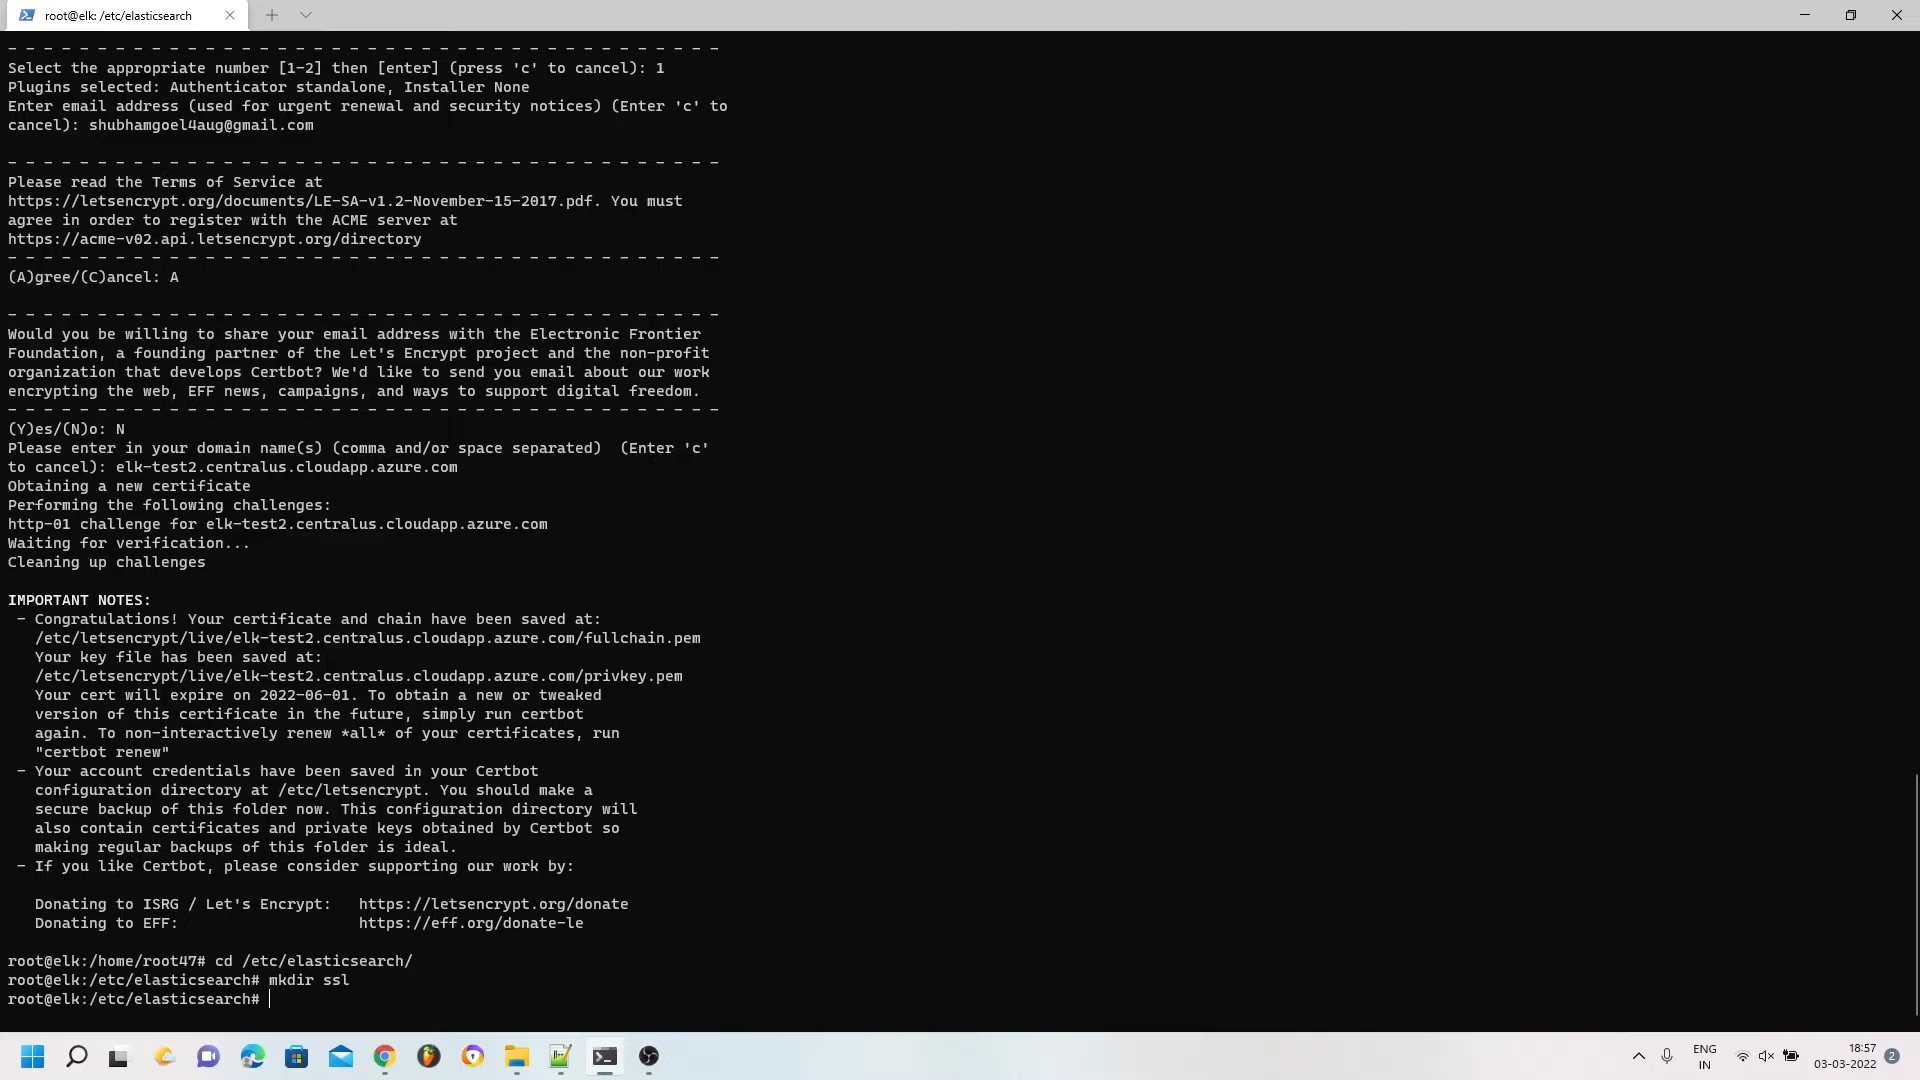 root@elk: /etc/elasticsearch
- - - - - - - - - - - - - - - - - - - - - - - - - - - - - - - - - - - - - - - -
Select the appropriate number [1-2] then [enter] (press 'c' to cancel): 1
Plugins selected: Authenticator standalone, Installer None
Enter email address (used for urgent renewal and security notices) (Enter 'c' to
cancel): shubhamgoel4aug@gmail.com
- - - - - - - - - - - - - - - - - - - - - - - - - - - - - - - - - - - - - - - -
Please read the Terms of Service at
https://letsencrypt.org/documents/LE-SA-v1.2-November-15-2017.pdf. You must
agree in order to register with the ACME server at
https://acme-v02.api.letsencrypt.org/directory
- - - - - - - - - - - - - - - - - - - - - - - - - - - - - - - - - - - - - - - -
(A)gree/(C)ancel: A
- - - - - - - - - - - - - - - - - - - - - - - - - - - - - - - - - - - - - - - -
Would you be willing to share your email address with the Electronic Frontier
Foundation, a founding partner of the Let's Encrypt project and the non-profit
organization that develops Certbot? We'd like to send you email about our work
encrypting the web, EFF news, campaigns, and ways to support digital freedom.
- - - - - - - - - - - - - - - - - - - - - - - - - - - - - - - - - - - - - - - -
(Y)es/(N)o: N
Please enter in your domain name(s) (comma and/or space separated)  (Enter 'c'
to cancel): elk-test2.centralus.cloudapp.azure.com
Obtaining a new certificate
Performing the following challenges:
http-01 challenge for elk-test2.centralus.cloudapp.azure.com
Waiting for verification...
Cleaning up challenges
IMPORTANT NOTES:
- Congratulations! Your certificate and chain have been saved at:
/etc/letsencrypt/live/elk-test2.centralus.cloudapp.azure.com/fullchain.pem
Your key file has been saved at:
/etc/letsencrypt/live/elk-test2.centralus.cloudapp.azure.com/privkey.pem
Your cert will expire on 2022-06-01. To obtain a new or tweaked
version of this certificate in the future, simply run certbot
again. To non-interactively renew *all* of your certificates, run
"certbot renew"
- Your account credentials have been saved in your Certbot
configuration directory at /etc/letsencrypt. You should make a
secure backup of this folder now. This configuration directory will
also contain certificates and private keys obtained by Certbot so
making regular backups of this folder is ideal.
- If you like Certbot, please consider supporting our work by:
Donating to ISRG / Let's Encrypt:   https://letsencrypt.org/donate
Donating to EFF:                    https://eff.org/donate-le
root@elk:/home/root47# cd /etc/elasticsearch/
root@elk:/etc/elasticsearch# mkdir ssl
root@elk:/etc/elasticsearch#
ENG
IN
18:57
03-03-2022
2